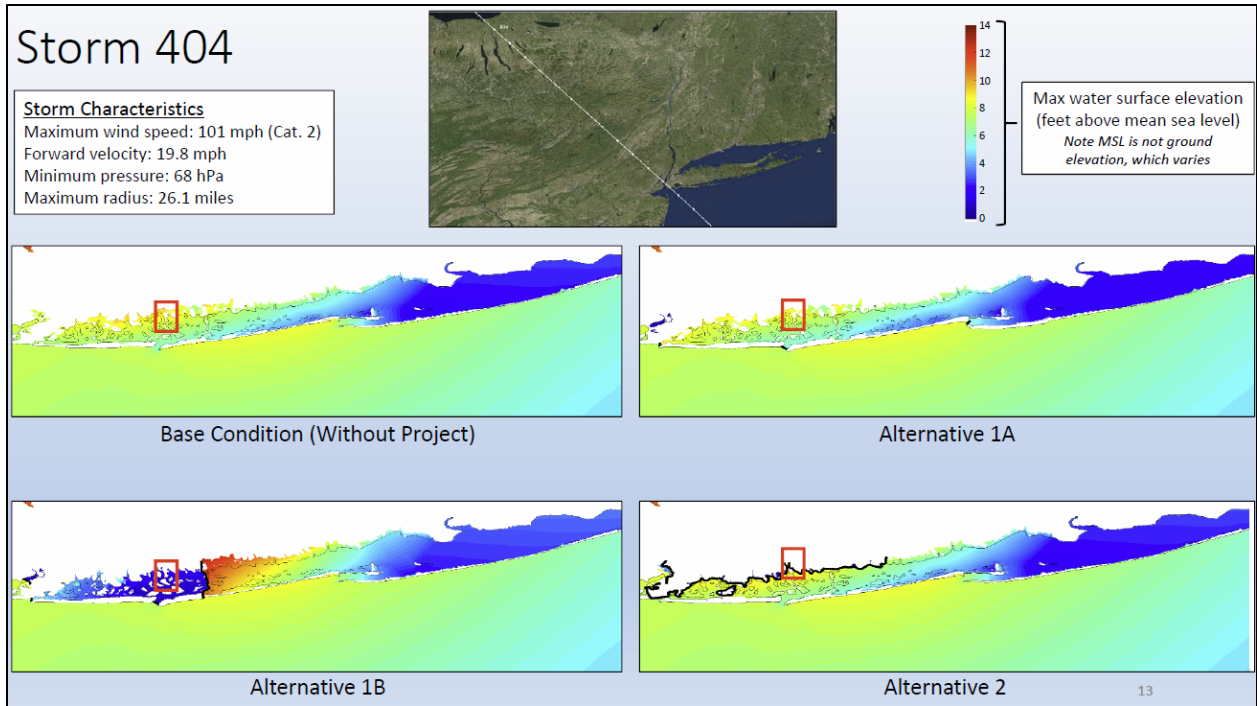 Storm 404
Storm Characteristics
Maximum wind speed: 101 mph (Cat. 2)
Forward velocity: 19.8 mph
Minimum pressure: 68 hPa
Maximum radius: 26.1 miles
404
14
12
10
8
6
4
2
0
Max water surface elevation
(feet above mean sea level)
Note MSL is not ground
elevation, which varies
Base Condition (Without Project)
Alternative 1A
Alternative 1B
Alternative 2
13